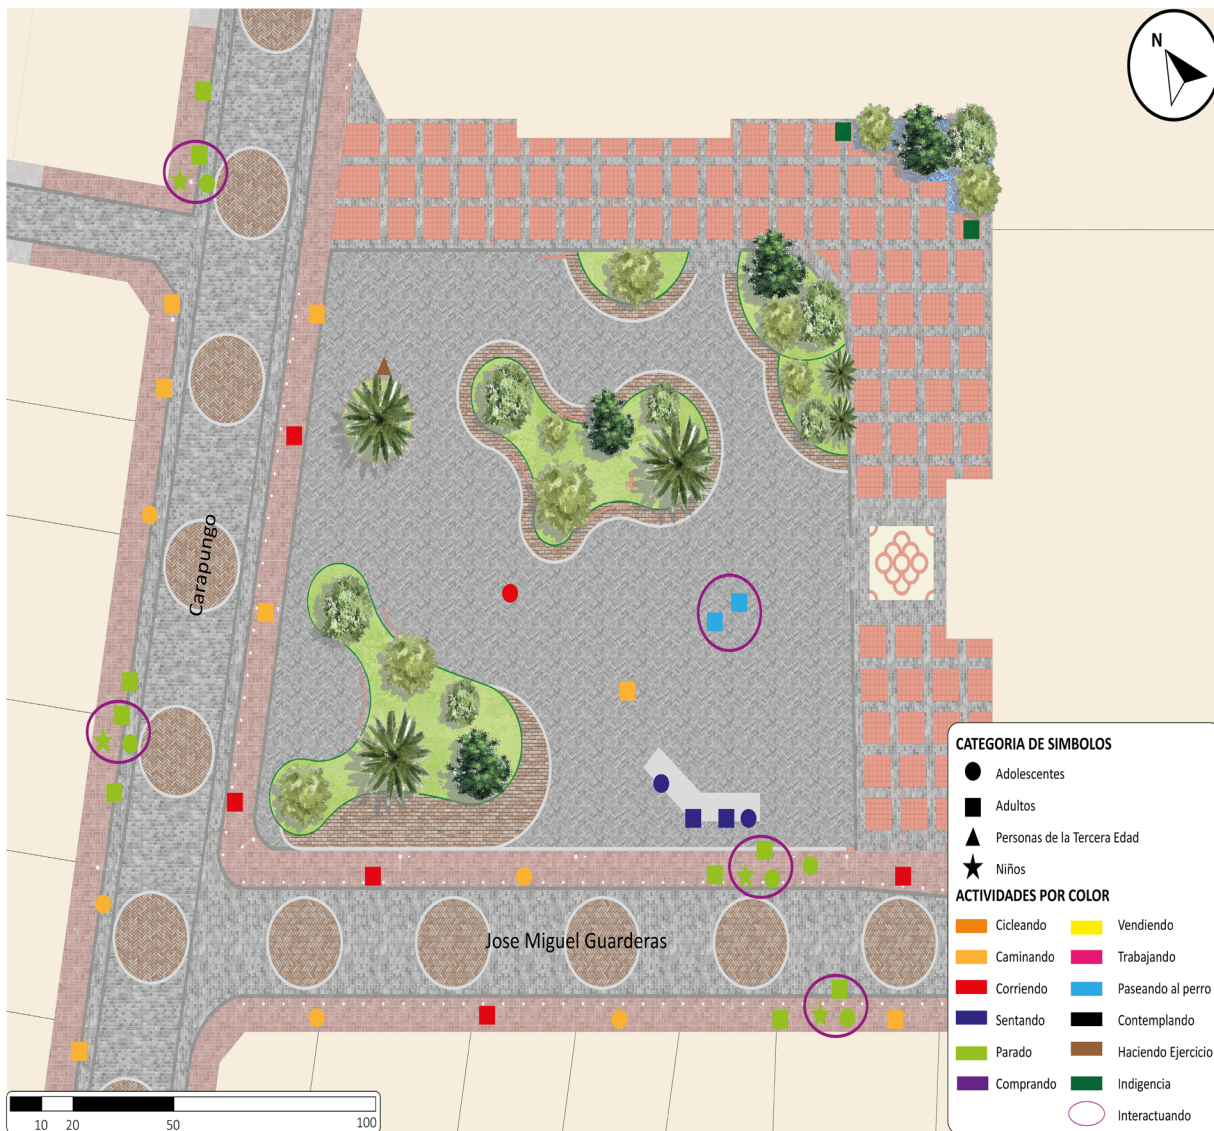 N
Carapungo
Jose Miguel Guarderas
CATEGORIA DE SIMBOLOS
Adolescentes
Adultos
Personas de la Tercera Edad
Niños
ACTIVIDADES POR COLOR
Cicleando Vendiendo
Caminando Trabajando
Corriendo Paseando al perro
Sentando Contemplando
Parado Haciendo Ejercicio
Comprando Indigencia
Interactuando
10 20 50 100